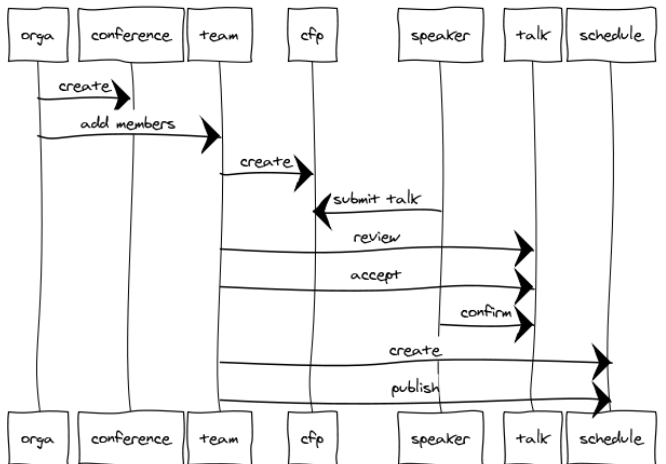 orga conference team cfp speaker talk schedule
create
add members
create
submit talk
review
accept
confirm
create
publish
orga conference team cfp speaker talk schedule